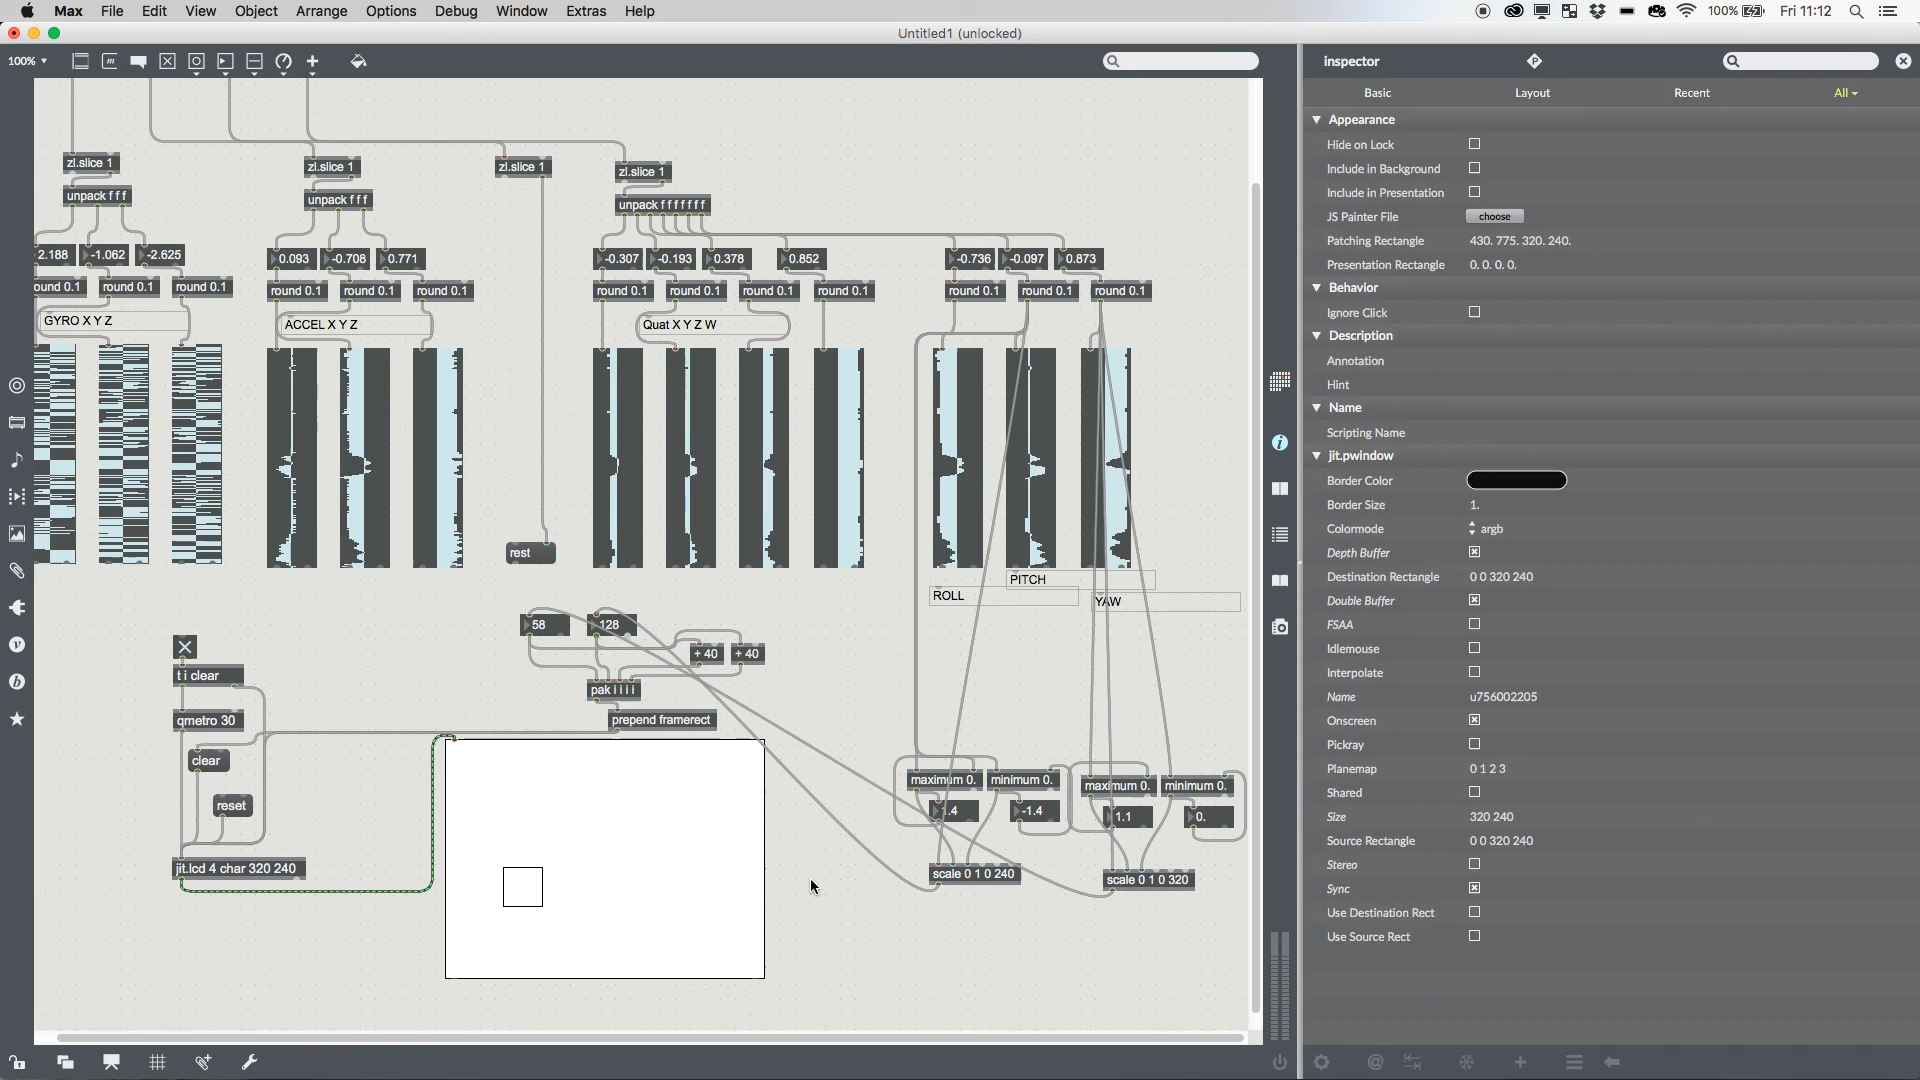 Max File Edit View Object Arrange Options Debug Window Extras Help 100% Fri 11:12
Untitled1 (unlocked)
100%
inspector
Basic Layout Recent All
zl.slice 1 zl.slice 1 zl.slice 1 zl.slice 1
unpack f f f unpack f f f unpack f f f f f f f
2.188 -1.062 -2.625 0.093 -0.708 0.771 -0.307 -0.193 0.378 0.852 -0.736 -0.097 0.873
ound 0.1 round 0.1 round 0.1 round 0.1 round 0.1 round 0.1 round 0.1 round 0.1 round 0.1 round 0.1 round 0.1 round 0.1 round 0.1
GYRO X Y Z ACCEL X Y Z Quat X Y Z W
rest
PITCH
ROLL
YAW
58 128
+ 40 + 40
t i clear
pak i i i i
qmetro 30
prepend framerect
clear
reset
jit.lcd 4 char 320 240
maximum 0. minimum 0. maximum 0. minimum 0.
1.4 -1.4 1.1 0.
scale 0 1 0 240
scale 0 1 0 320
Appearance
Hide on Lock
Include in Background
Include in Presentation
JS Painter File choose
Patching Rectangle 430. 775. 320. 240.
Presentation Rectangle 0. 0. 0. 0.
Behavior
Ignore Click
Description
Annotation
Hint
Name
Scripting Name
jit.pwindow
Border Color
Border Size 1.
Colormode argb
Depth Buffer
Destination Rectangle 0 0 320 240
Double Buffer
FSAA
Idlemouse
Interpolate
Name u756002205
Onscreen
Pickray
Planemap 0 1 2 3
Shared
Size 320 240
Source Rectangle 0 0 320 240
Stereo
Sync
Use Destination Rect
Use Source Rect